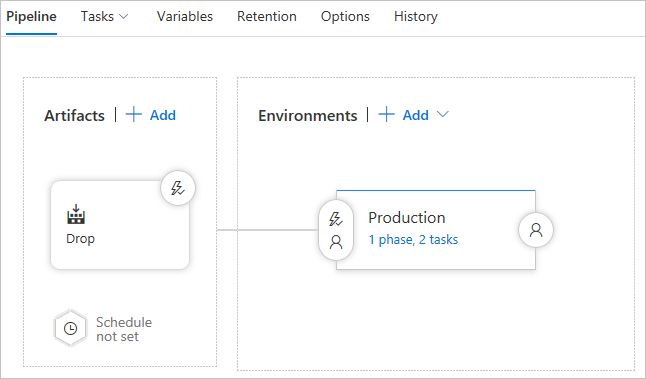 Pipeline Tasks Variables Retention Options History
Artifacts Add
Environments Add
Drop
Production
1 phase, 2 tasks
Schedule
not set